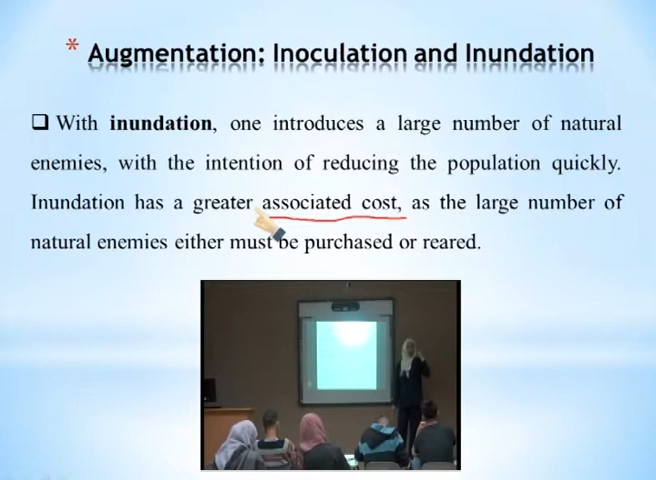 * Augmentation: Inoculation and Inundation
❑ With inundation, one introduces a large number of natural
enemies, with the intention of reducing the population quickly.
Inundation has a greater associated cost, as the large number of
natural enemies either must be purchased or reared.